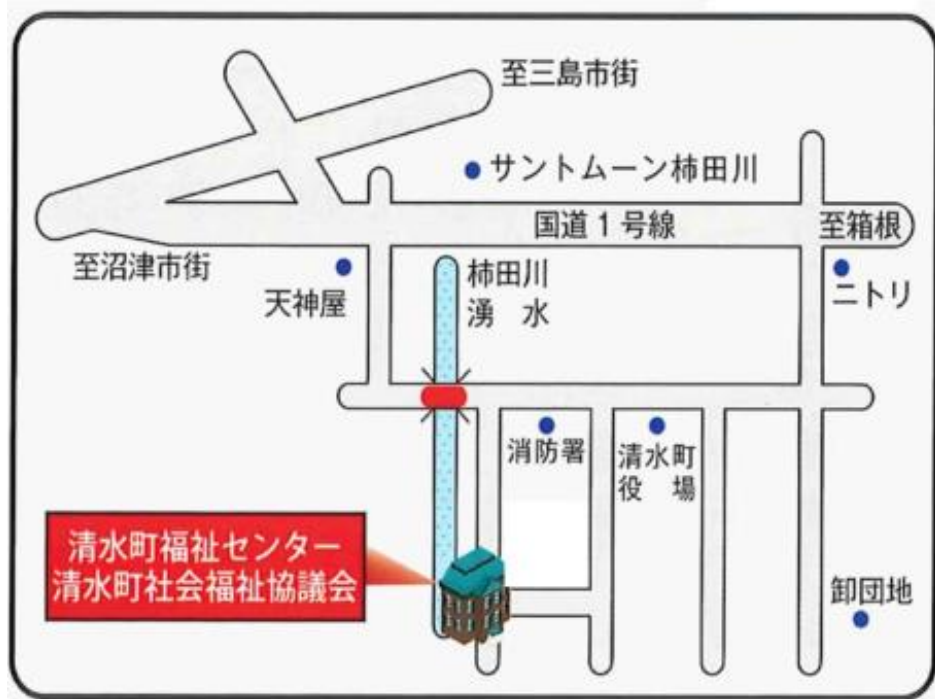 至三島市街
サントムーン柿田川
国道1号線
至箱根
至沼津市街
天神屋
柿田川
湧 水
ニトリ
消防署
清水町
役 場
清水町福祉センター
清水町社会福祉協議会
卸団地